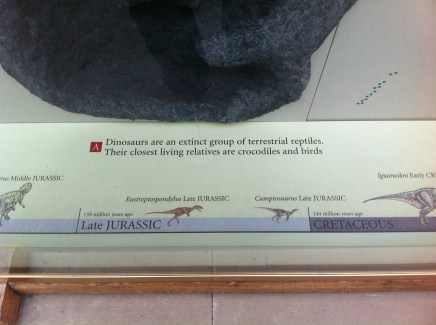 A Dinosaurs are an extinct group of terrestrial reptiles.
Their closest living relatives are crocodiles and birds
Middle JURASSIC
Eustreptospondylus Late JURASSIC
Camptosaurus Late JURASSIC
Iguanodon Early
159 million years ago
144 million years ago
Late JURASSIC
CRETACEOUS